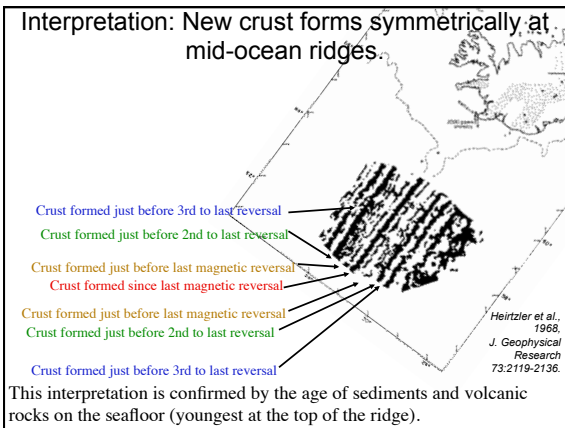 Interpretation: New crust forms symmetrically at
mid-ocean ridges.
Crust formed just before 3rd to last reversal
Crust formed just before 2nd to last reversal
Crust formed just before last magnetic reversal
Crust formed since last magnetic reversal
Crust formed just before last magnetic reversal
Crust formed just before 2nd to last reversal
Crust formed just before 3rd to last reversal
Heirtzler et al.,
1968,
J. Geophysical
Research
73:2119-2136.
This interpretation is confirmed by the age of sediments and volcanic
rocks on the seafloor (youngest at the top of the ridge).